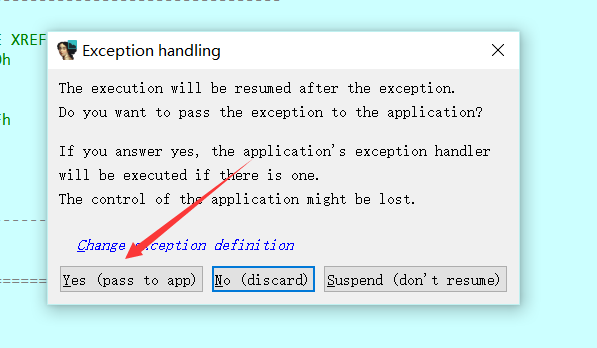 E XREF
Exception handling
0h
The execution will be resumed after the exception.
Do you want to pass the exception to the application?
h
If you answer yes, the application's exception handler
will be executed if there is one.
The control of the application might be lost.
Change exception definition
Yes (pass to app) No (discard) Suspend (don't resume)